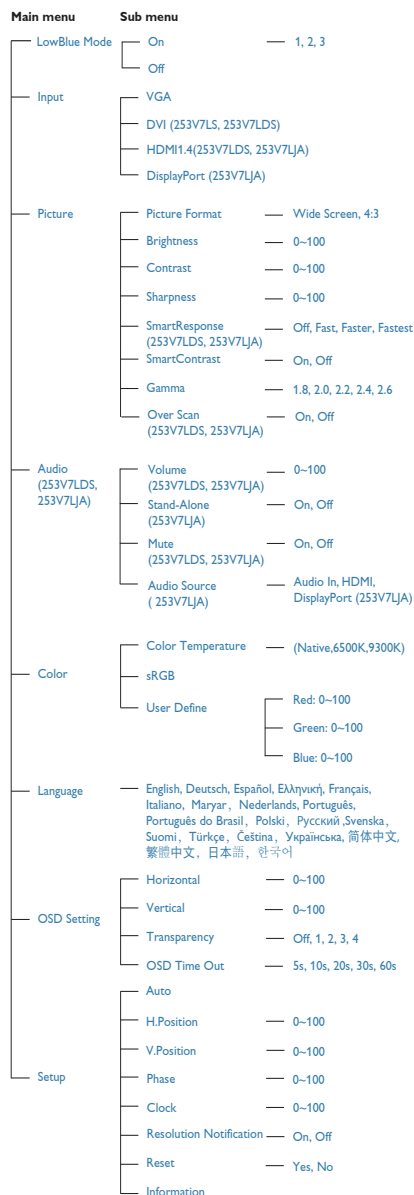 Main menu Sub menu
LowBlue Mode On 1, 2, 3
Off
Input VGA
DVI (253V7LS, 253V7LDS)
HDMI1.4(253V7LDS, 253V7LJA)
DisplayPort (253V7LJA)
Picture Picture Format Wide Screen, 4:3
Brightness 0~100
Contrast 0~100
Sharpness 0~100
SmartResponse Off, Fast, Faster, Fastest
(253V7LDS, 253V7LJA)
SmartContrast On, Off
Gamma 1.8, 2.0, 2.2, 2.4, 2.6
Over Scan On, Off
(253V7LDS, 253V7LJA)
Audio Volume 0~100
(253V7LDS, (253V7LDS, 253V7LJA)
253V7LJA) Stand-Alone On, Off
(253V7LJA)
Mute On, Off
(253V7LDS, 253V7LJA)
Audio Source Audio In, HDMI,
( 253V7LJA) DisplayPort (253V7LJA)
Color Temperature (Native,6500K,9300K)
Color sRGB
User Define Red: 0~100
Green: 0~100
Blue: 0~100
Language English, Deutsch, Español, Ελληνική, Français,
Italiano, Maryar, Nederlands, Português,
Português do Brasil, Polski, Русский ,Svenska,
Suomi, Türkçe, Čeština, Українська, 简体中文,
繁體中文, 日本語, 한국어
Horizontal 0~100
Vertical 0~100
OSD Setting
Transparency Off, 1, 2, 3, 4
OSD Time Out 5s, 10s, 20s, 30s, 60s
Auto
H.Position 0~100
V.Position 0~100
Setup Phase 0~100
Clock 0~100
Resolution Notification On, Off
Reset Yes, No
Information